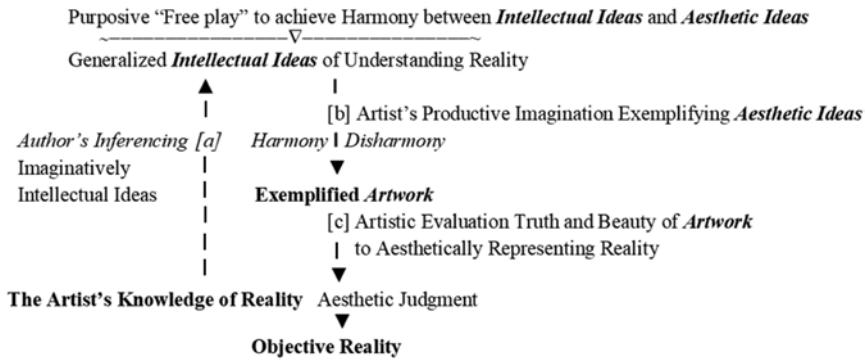 Purposive “Free play” to achieve Harmony between Intellectual Ideas and Aesthetic Ideas
Generalized Intellectual Ideas of Understanding Reality
[b] Artist’s Productive Imagination Exemplifying Aesthetic Ideas
Author’s Inferencing [a] Harmony Disharmony
Imaginatively
Intellectual Ideas Exemplified Artwork
[c] Artistic Evaluation Truth and Beauty of Artwork
to Aesthetically Representing Reality
The Artist’s Knowledge of Reality Aesthetic Judgment
Objective Reality